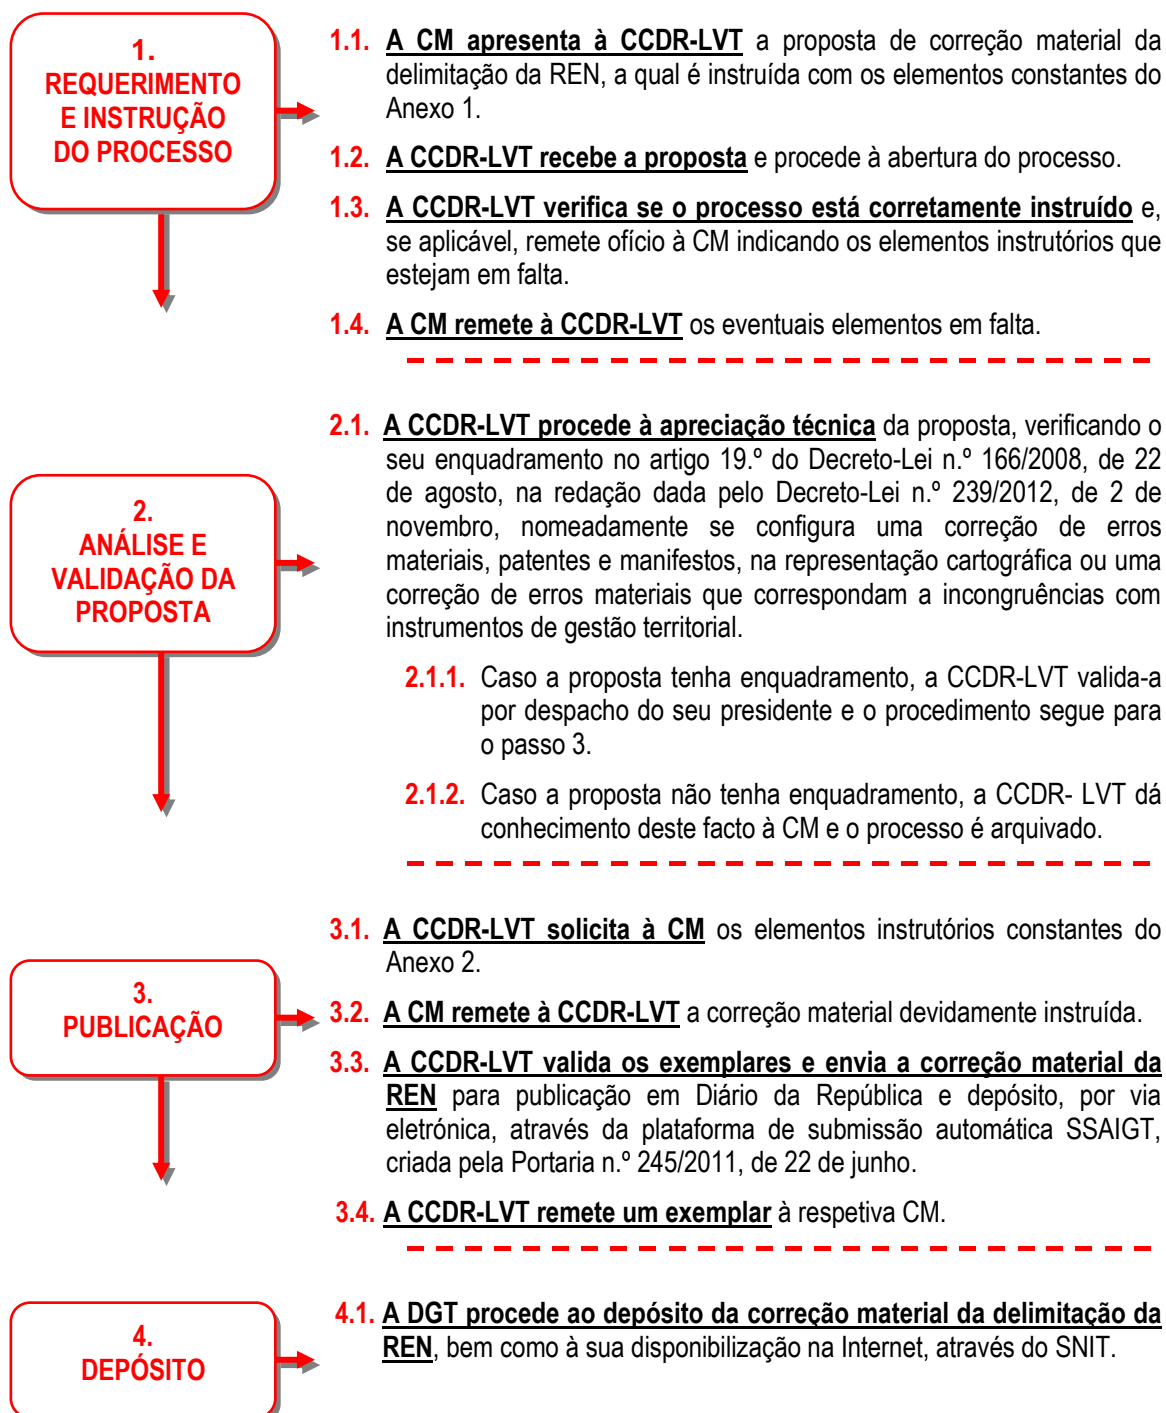 1.
REQUERIMENTO
E INSTRUÇÃO
DO PROCESSO
1.1. A CM apresenta à CCDR-LVT a proposta de correção material da
delimitação da REN, a qual é instruída com os elementos constantes do
Anexo 1.
1.2. A CCDR-LVT recebe a proposta e procede à abertura do processo.
1.3. A CCDR-LVT verifica se o processo está corretamente instruído e,
se aplicável, remete ofício à CM indicando os elementos instrutórios que
estejam em falta.
1.4. A CM remete à CCDR-LVT os eventuais elementos em falta.
2.
ANÁLISE E
VALIDAÇÃO DA
PROPOSTA
2.1. A CCDR-LVT procede à apreciação técnica da proposta, verificando o
seu enquadramento no artigo 19.º do Decreto-Lei n.º 166/2008, de 22
de agosto, na redação dada pelo Decreto-Lei n.º 239/2012, de 2 de
novembro, nomeadamente se configura uma correção de erros
materiais, patentes e manifestos, na representação cartográfica ou uma
correção de erros materiais que correspondam a incongruências com
instrumentos de gestão territorial.
2.1.1. Caso a proposta tenha enquadramento, a CCDR-LVT valida-a
por despacho do seu presidente e o procedimento segue para
o passo 3.
2.1.2. Caso a proposta não tenha enquadramento, a CCDR- LVT dá
conhecimento deste facto à CM e o processo é arquivado.
3.
PUBLICAÇÃO
3.1. A CCDR-LVT solicita à CM os elementos instrutórios constantes do
Anexo 2.
3.2. A CM remete à CCDR-LVT a correção material devidamente instruída.
3.3. A CCDR-LVT valida os exemplares e envia a correção material da
REN para publicação em Diário da República e depósito, por via
eletrónica, através da plataforma de submissão automática SSAIGT,
criada pela Portaria n.º 245/2011, de 22 de junho.
3.4. A CCDR-LVT remete um exemplar à respetiva CM.
4.
DEPÓSITO
4.1. A DGT procede ao depósito da correção material da delimitação da
REN, bem como à sua disponibilização na Internet, através do SNIT.